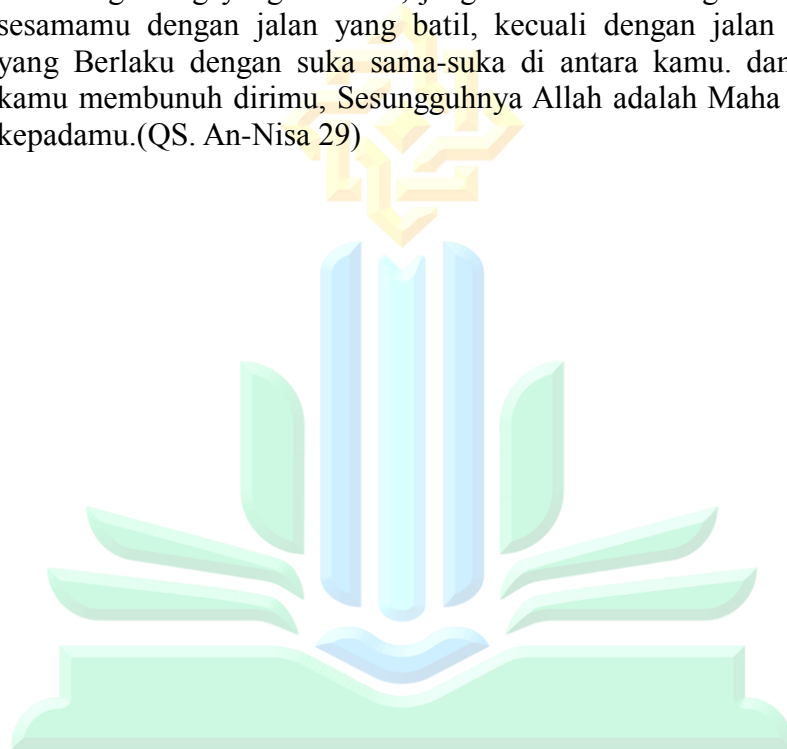 sesamamu dengan jalan yang batil, kecuali dengan jalan
yang Berlaku dengan suka sama-suka di antara kamu. dan
kamu membunuh dirimu, Sesungguhnya Allah adalah Maha
kepadamu.(QS. An-Nisa 29)